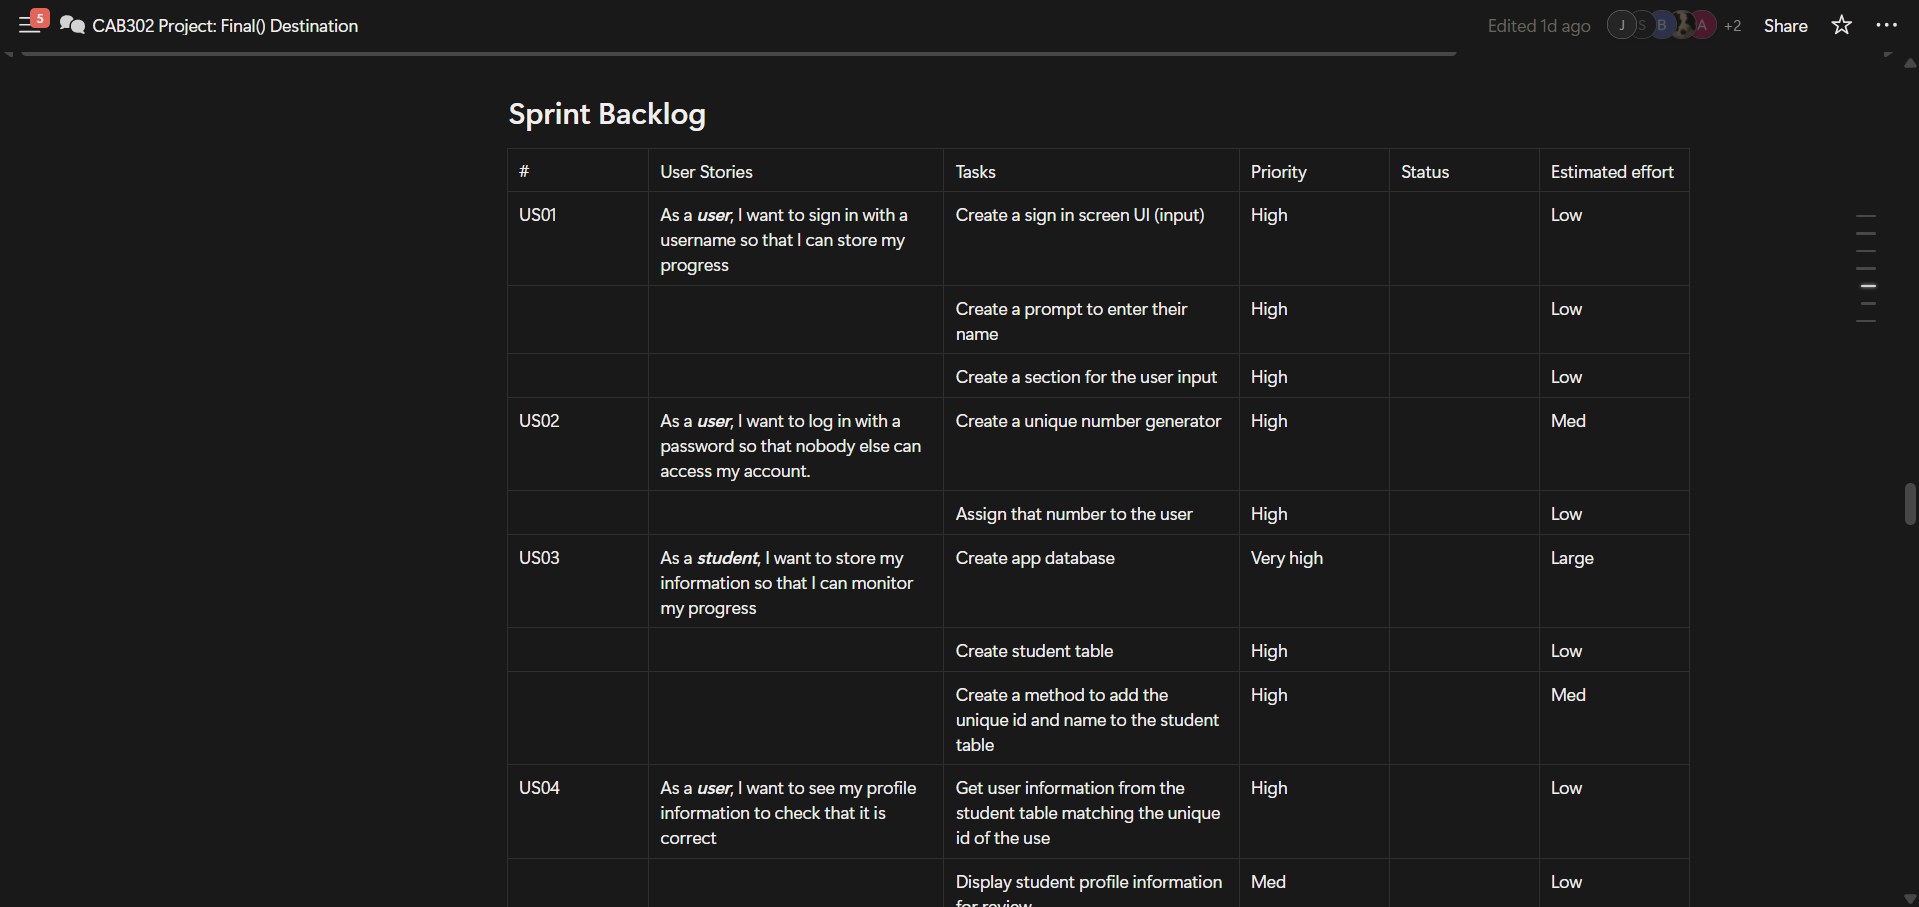 5
CAB302 Project: Final() Destination
Edited 1d ago
J
S
B
A
+2
Share
Sprint Backlog
#
User Stories
Tasks
Priority
Status
Estimated effort
US01
As a user, I want to sign in with a
username so that I can store my
progress
Create a sign in screen UI (input)
High
Low
Create a prompt to enter their
name
High
Low
Create a section for the user input
High
Low
US02
As a user, I want to log in with a
password so that nobody else can
access my account.
Create a unique number generator
High
Med
Assign that number to the user
High
Low
US03
As a student, I want to store my
information so that I can monitor
my progress
Create app database
Very high
Large
Create student table
High
Low
Create a method to add the
unique id and name to the student
table
High
Med
US04
As a user, I want to see my profile
information to check that it is
correct
Get user information from the
student table matching the unique
id of the use
High
Low
Display student profile information
for review
Med
Low